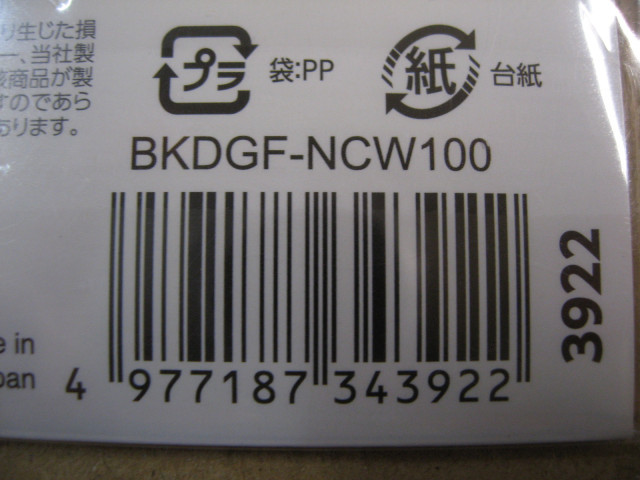 り生じた損
ー、当社製
該商品が製
すのであら
あります。
プラ
袋:PP
紙
台紙
BKDGF-NCW100
3922
e in
pan
4 977187 343922